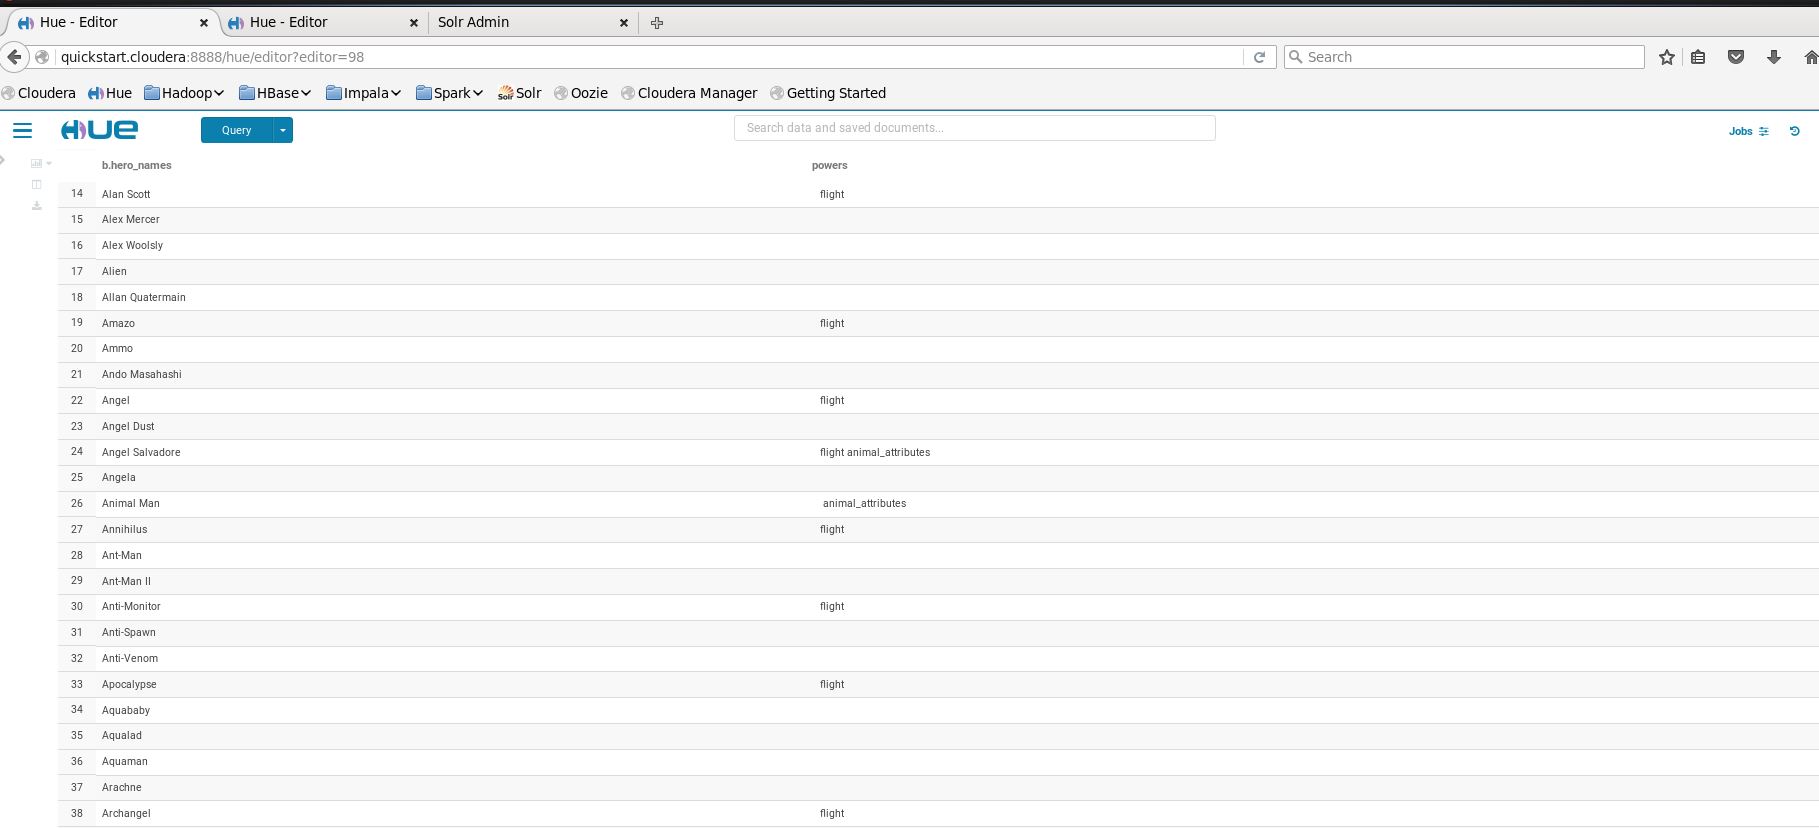 Hue - Editor Hue - Editor Solr Admin
quickstart.cloudera:8888/hue/editor?editor=98 Search
Cloudera Hue Hadoop HBase Impala Spark Solr Oozie Cloudera Manager Getting Started
HUE Query Search data and saved documents... Jobs
b.hero_names powers
14 Alan Scott flight
15 Alex Mercer
16 Alex Woolsly
17 Alien
18 Allan Quatermain
19 Amazo flight
20 Ammo
21 Ando Masahashi
22 Angel flight
23 Angel Dust
24 Angel Salvadore flight animal_attributes
25 Angela
26 Animal Man animal_attributes
27 Annihilus flight
28 Ant-Man
29 Ant-Man II
30 Anti-Monitor flight
31 Anti-Spawn
32 Anti-Venom
33 Apocalypse flight
34 Aquababy
35 Aqualad
36 Aquaman
37 Arachne
38 Archangel flight